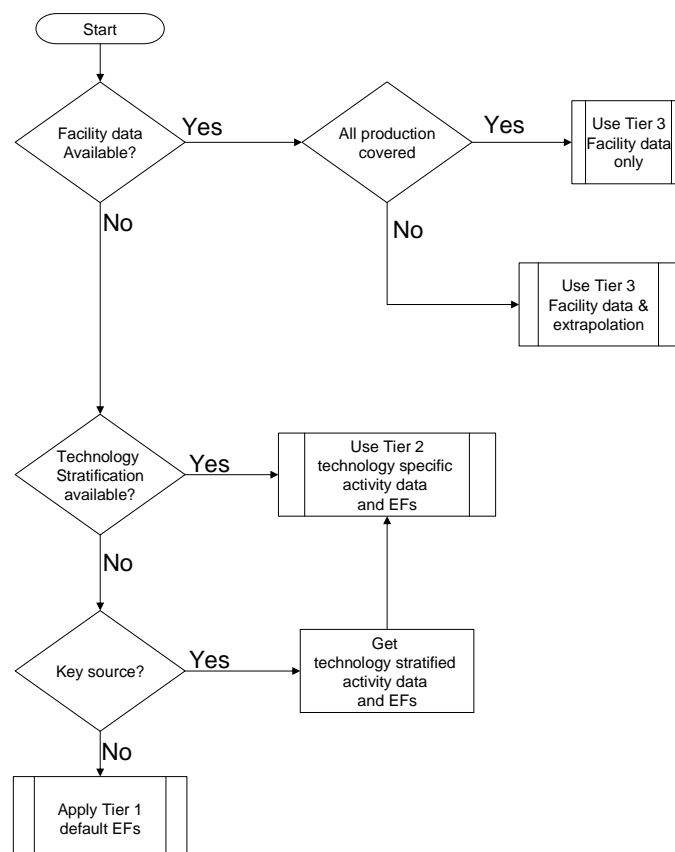 Start
Facility data
Available?
Yes
All production
covered
Yes
Use Tier 3
Facility data
only
No
No
Use Tier 3
Facility data &
extrapolation
Technology
Stratification
available?
Yes
Use Tier 2
technology specific
activity data
and EFs
No
Key source?
Yes
Get
technology stratified
activity data
and EFs
No
Apply Tier 1
default EFs